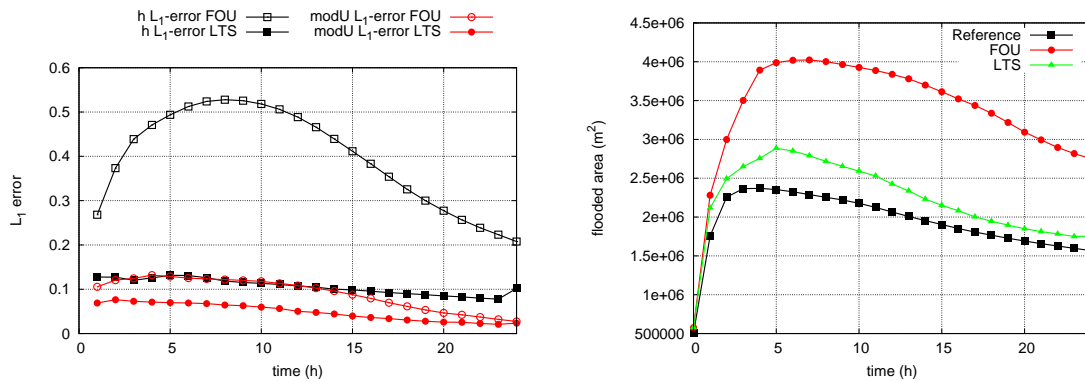 h L₁-error FOU
h L₁-error LTS
modU L₁-error FOU
modU L₁-error LTS
L₁ error
0.6
0.5
0.4
0.3
0.2
0.1
0
0 5 10 15 20
time (h)
Reference
FOU
LTS
flooded area (m²)
4.5e+06
4e+06
3.5e+06
3e+06
2.5e+06
2e+06
1.5e+06
1e+06
500000
0 5 10 15 20
time (h)